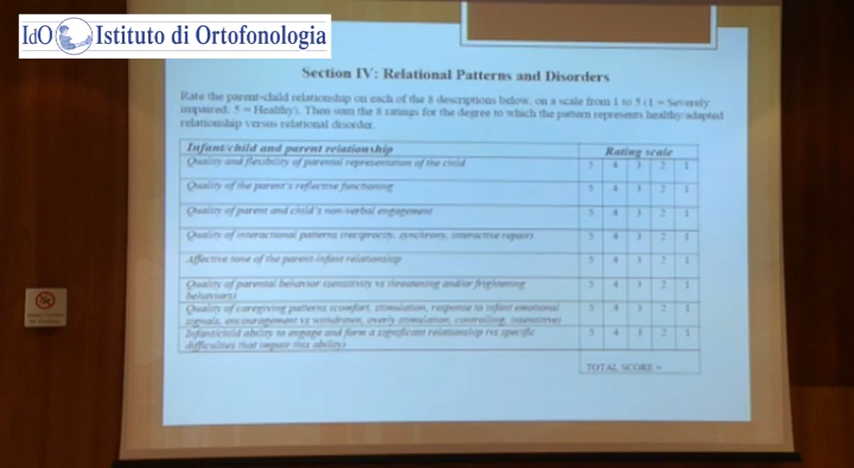 IdO Istituto di Ortofonologia
Section IV: Relational Patterns and Disorders
Rate the parent-child relationship on each of the 8 descriptions below, on a scale from 1 to 5 (1 = Severely
impaired; 5 = Healthy). Then sum the 8 ratings for the degree to which the pattern represents healthy/adapted
relationship versus relational disorder.
Infant/child and parent relationship Rating scale
Quality and flexibility of parental representation of the child 5 4 3 2 1
Quality of the parent's reflective functioning 5 4 3 2 1
Quality of parent and child's non-verbal engagement 5 4 3 2 1
Quality of interactional patterns (reciprocity, synchrony, interactive repair) 5 4 3 2 1
Affective tone of the parent-infant relationship 5 4 3 2 1
Quality of parental behavior (sensitivity vs threatening and/or frightening
behaviors) 5 4 3 2 1
Quality of caregiving patterns (comfort, stimulation, response to infant emotional
signals, encouragement vs withdrawn, overly stimulation, controlling, insensitive) 5 4 3 2 1
Infant/child ability to engage and form a significant relationship (vs specific
difficulties that impair this ability) 5 4 3 2 1
TOTAL SCORE =